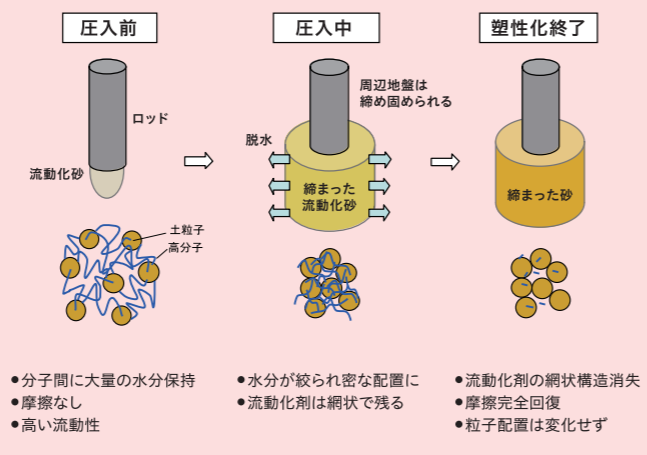 圧入前
圧入中
塑性化終了
ロッド
流動化砂
周辺地盤は
締め固められる
脱水
締まった
流動化砂
締まった砂
土粒子
高分子
●分子間に大量の水分保持
●摩擦なし
●高い流動性
●水分が絞られ密な配置に
●流動化剤は網状で残る
●流動化剤の網状構造消失
●摩擦完全回復
●粒子配置は変化せず